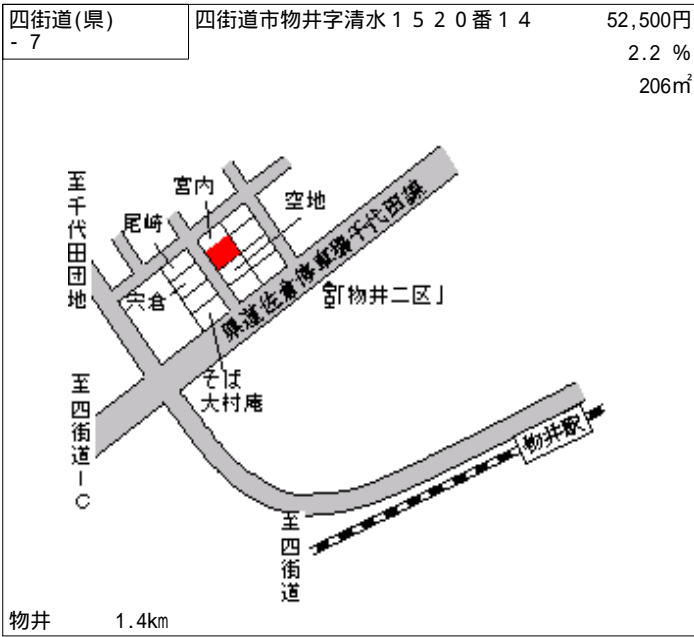 四街道(県)
- 7
四街道市物井字清水１５２０番１４
52,500円
2.2 %
206㎡
至千代田団地
尾崎
宮内
空地
宍倉
県道佐倉停車場千代田線
「物井二区」
そば
大村庵
至四街道IC
物井駅
至四街道
物井
1.4km